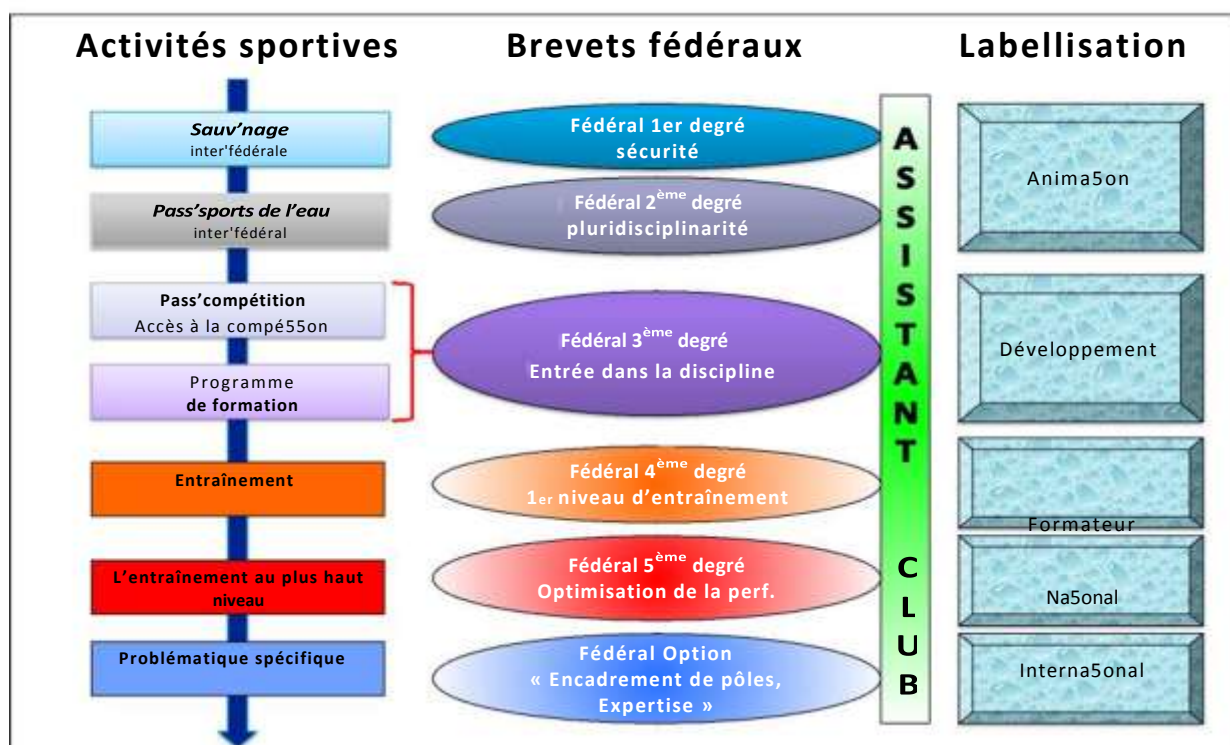 Activités sportives
Brevets fédéraux
Labellisation
Sauv'nage
inter'fédérale
Pass'sports de l'eau
inter'fédéral
Pass'compétition
Accès à la compé55on
Programme
de formation
Entraînement
L'entraînement au plus haut
niveau
Problématique spécifique
Fédéral 1er degré
sécurité
Fédéral 2ème degré
pluridisciplinarité
Fédéral 3ème degré
Entrée dans la discipline
Fédéral 4ème degré
1er niveau d'entraînement
Fédéral 5ème degré
Optimisation de la perf.
Fédéral Option
« Encadrement de pôles,
Expertise »
ASSISTANT CLUB
Anima5on
Développement
Formateur
Na5onal
Interna5onal